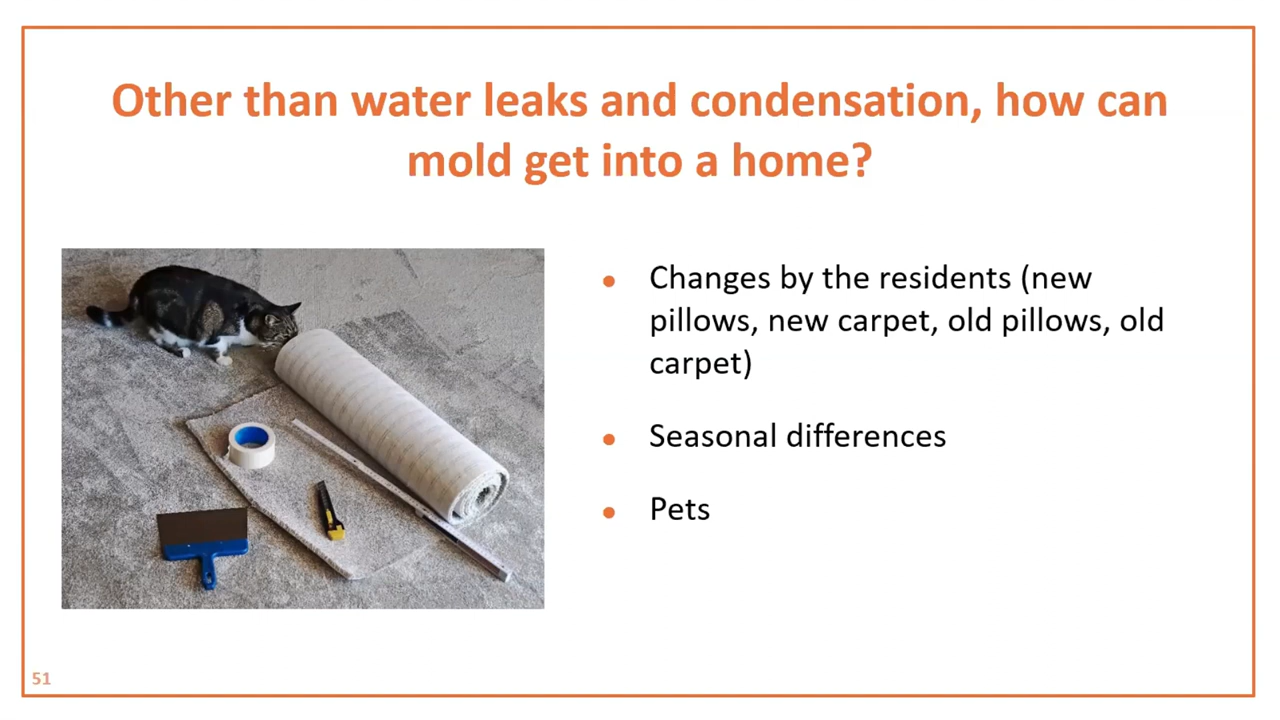 Other than water leaks and condensation, how can
mold get into a home?
• Changes by the residents (new
pillows, new carpet, old pillows, old
carpet)
• Seasonal differences
• Pets
51